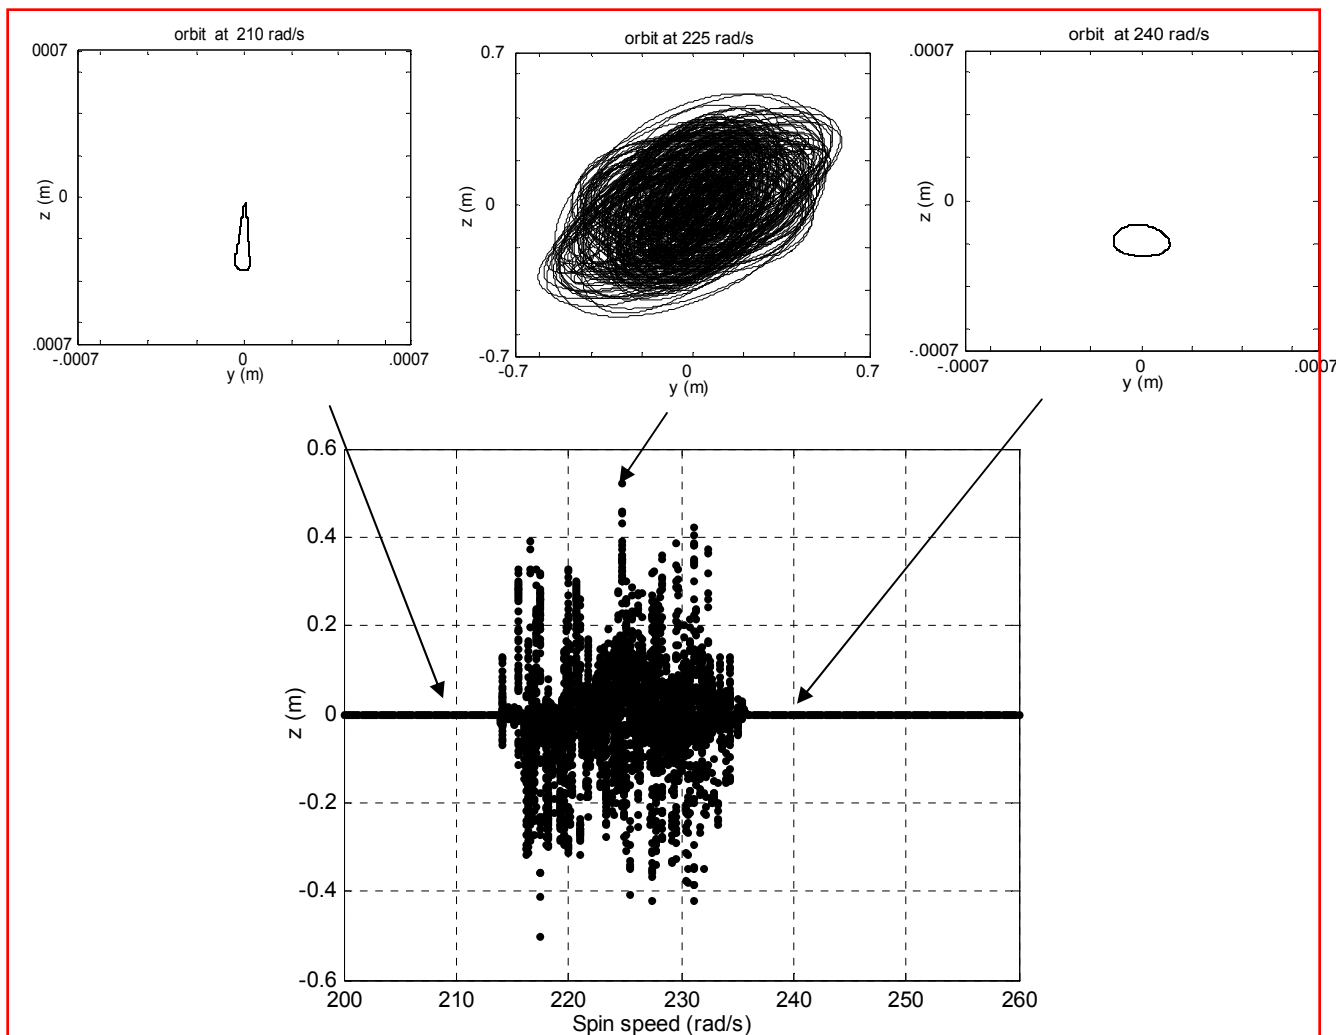 orbit at 210 rad/s
0007
z (m)
0
.0007
-.0007
0
.0007
y (m)
orbit at 225 rad/s
0.7
z (m)
0
-0.7
-0.7
0
0.7
y (m)
orbit at 240 rad/s
.0007
z (m)
0
-.0007
-.0007
0
.0007
y (m)
0.6
0.4
0.2
z (m)
0
-0.2
-0.4
-0.6
200
210
220
230
240
250
260
Spin speed (rad/s)